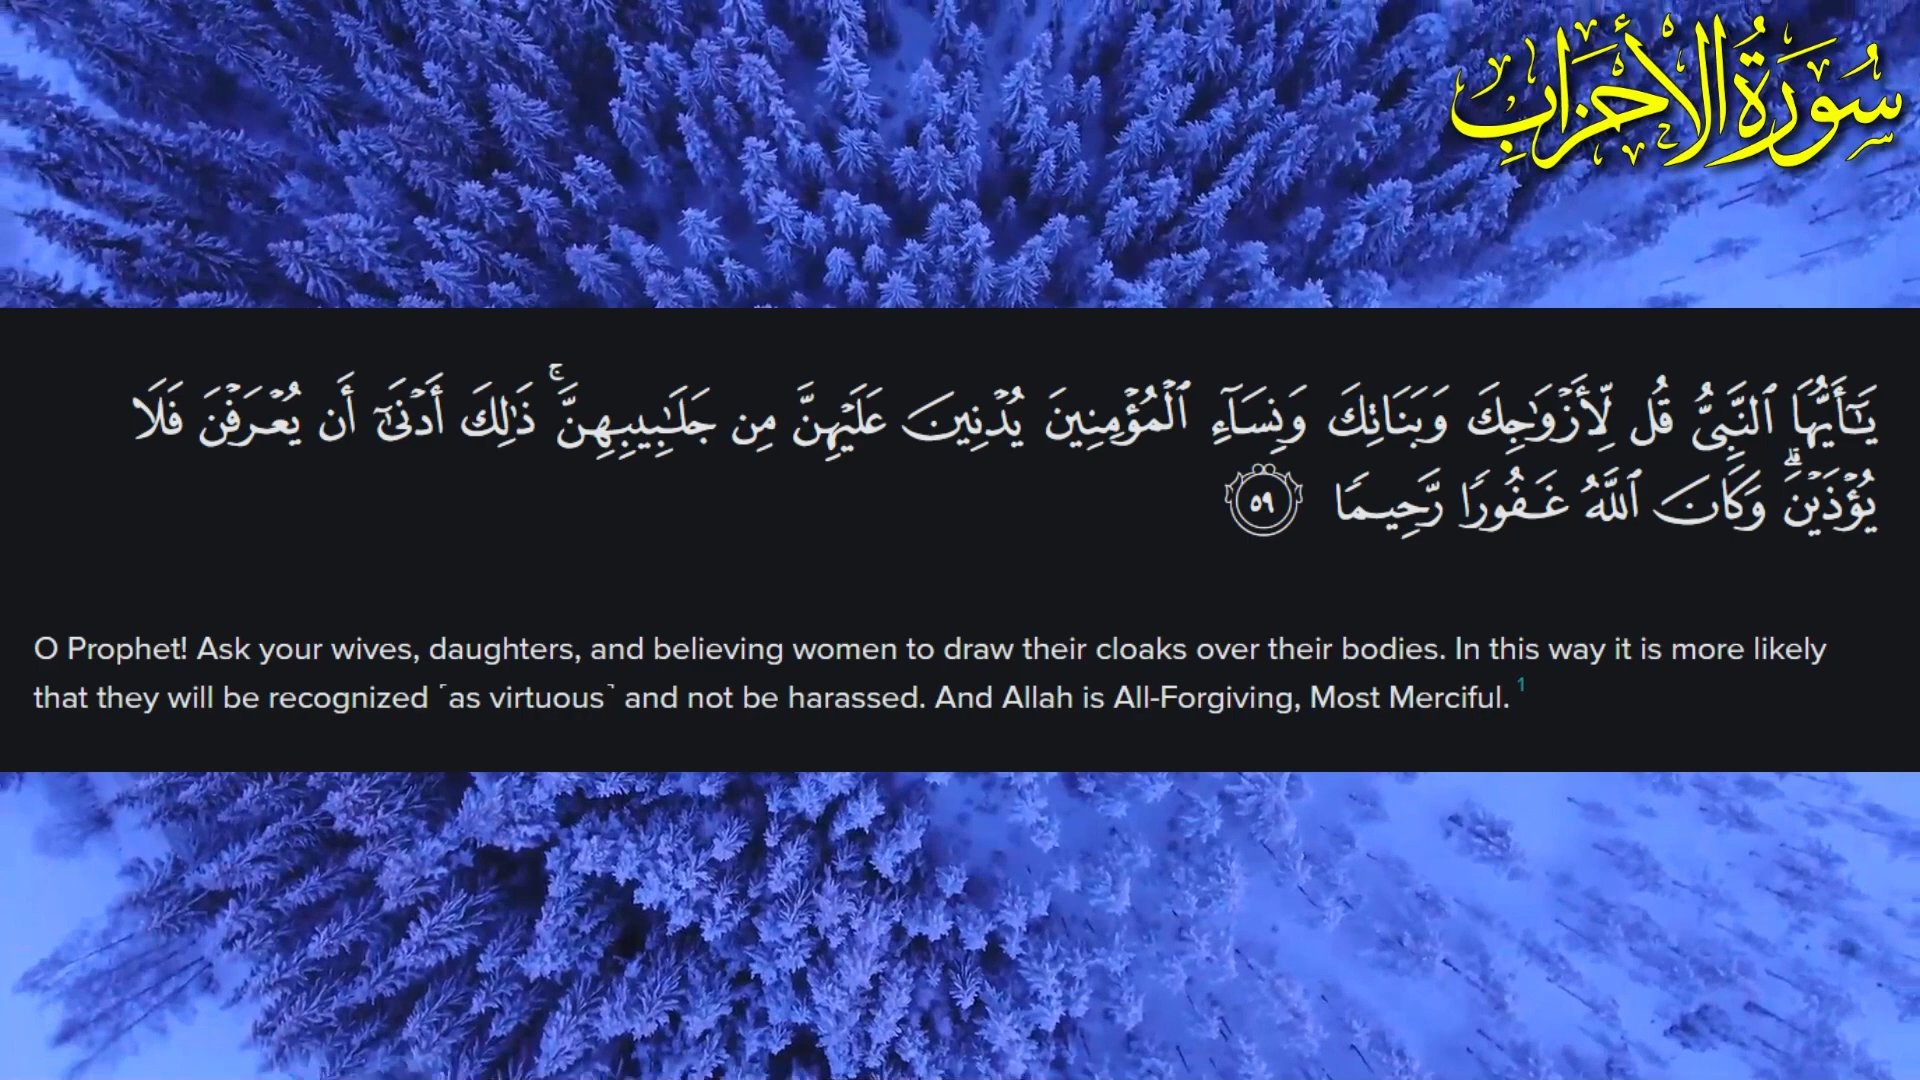 سُورَةُ الأَحْزَابِ
يَـٰٓأَيُّهَا ٱلنَّبِىُّ قُل لِّأَزْوَٰجِكَ وَبَنَاتِكَ وَنِسَآءِ ٱلْمُؤْمِنِينَ يُدْنِينَ عَلَيْهِنَّ مِن جَلَـٰبِيبِهِنَّ ۚ ذَٰلِكَ أَدْنَىٰٓ أَن يُعْرَفْنَ فَلَا
يُؤْذَيْنَ ۗ وَكَانَ ٱللَّهُ غَفُورًا رَّحِيمًا ٥٩
O Prophet! Ask your wives, daughters, and believing women to draw their cloaks over their bodies. In this way it is more likely
that they will be recognized ˹as virtuous˺ and not be harassed. And Allah is All-Forgiving, Most Merciful. 1